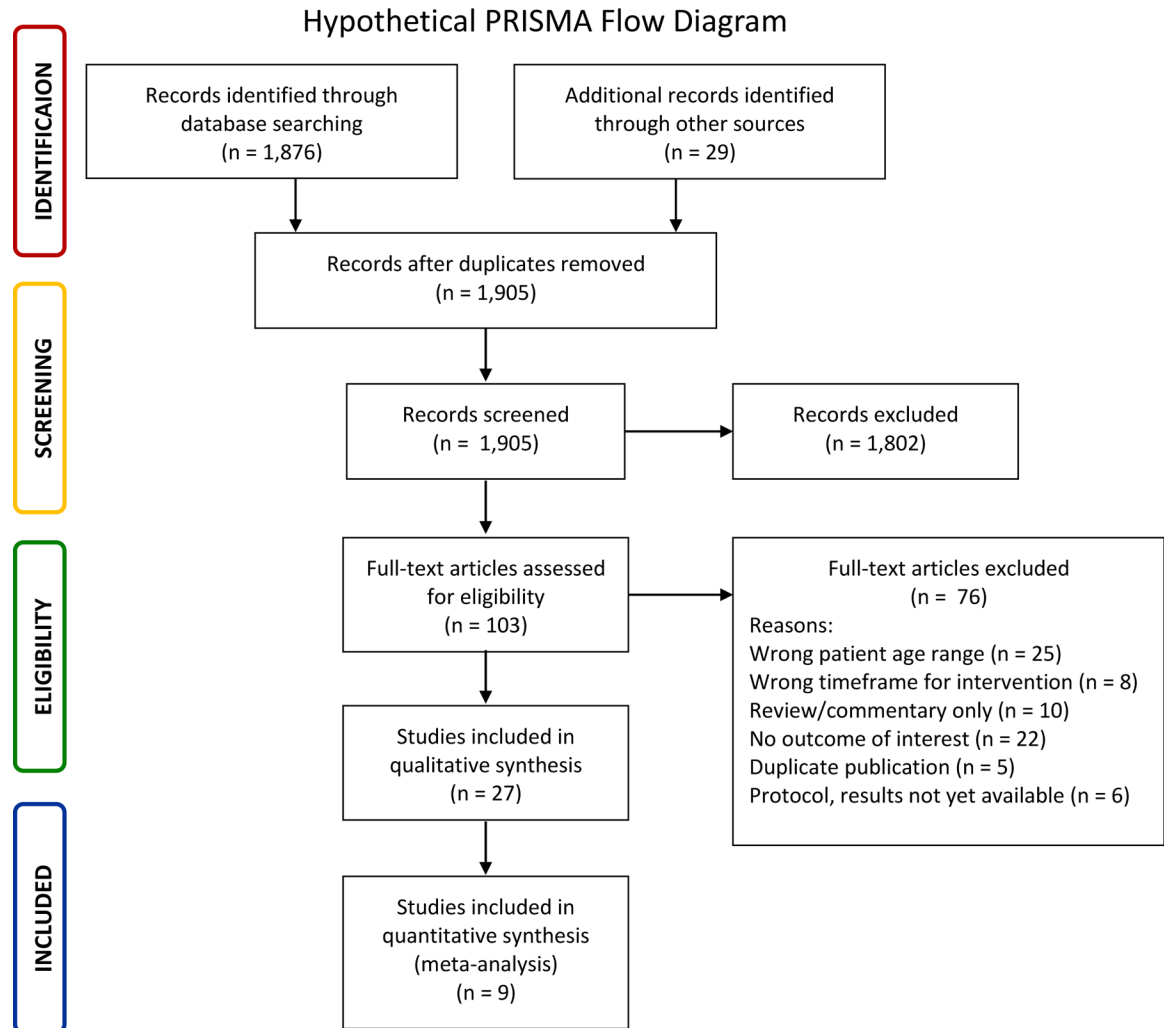 Hypothetical PRISMA Flow Diagram
IDENTIFICAION
Records identified through
database searching
(n = 1,876)
Additional records identified
through other sources
(n = 29)
Records after duplicates removed
(n = 1,905)
SCREENING
Records screened
(n = 1,905)
Records excluded
(n = 1,802)
ELIGIBILITY
Full-text articles assessed
for eligibility
(n = 103)
Full-text articles excluded
(n = 76)
Reasons:
Wrong patient age range (n = 25)
Wrong timeframe for intervention (n = 8)
Review/commentary only (n = 10)
No outcome of interest (n = 22)
Duplicate publication (n = 5)
Protocol, results not yet available (n = 6)
Studies included in
qualitative synthesis
(n = 27)
INCLUDED
Studies included in
quantitative synthesis
(meta-analysis)
(n = 9)